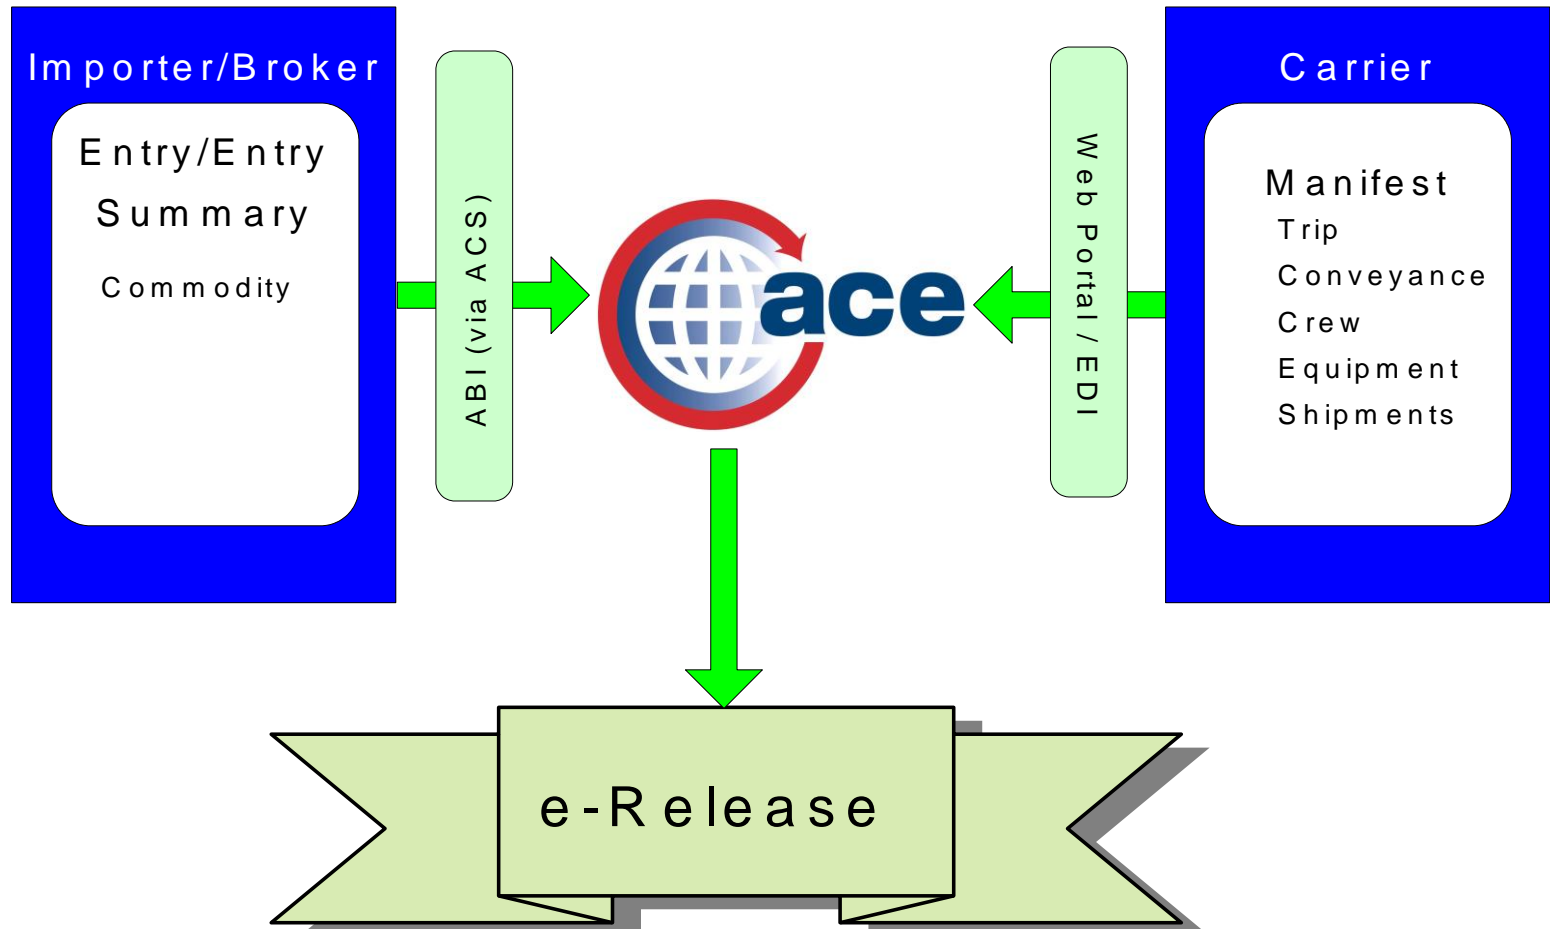 Importer/Broker
Entry/Entry
Summary
Commodity
ABI (via ACS)
ace
Web Portal / EDI
Carrier
Manifest
Trip
Conveyance
Crew
Equipment
Shipments
e-Release